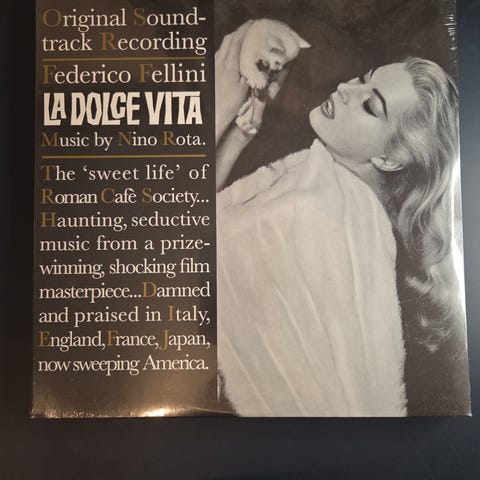 Original Sound-
track Recording
Federico Fellini
LA DOLCE VITA
Music by Nino Rota.
The ‘sweet life’ of
Roman Cafè Society...
Haunting, seductive
music from a prize-
winning, shocking film
masterpiece...Damned
and praised in Italy,
England, France, Japan,
now sweeping America.